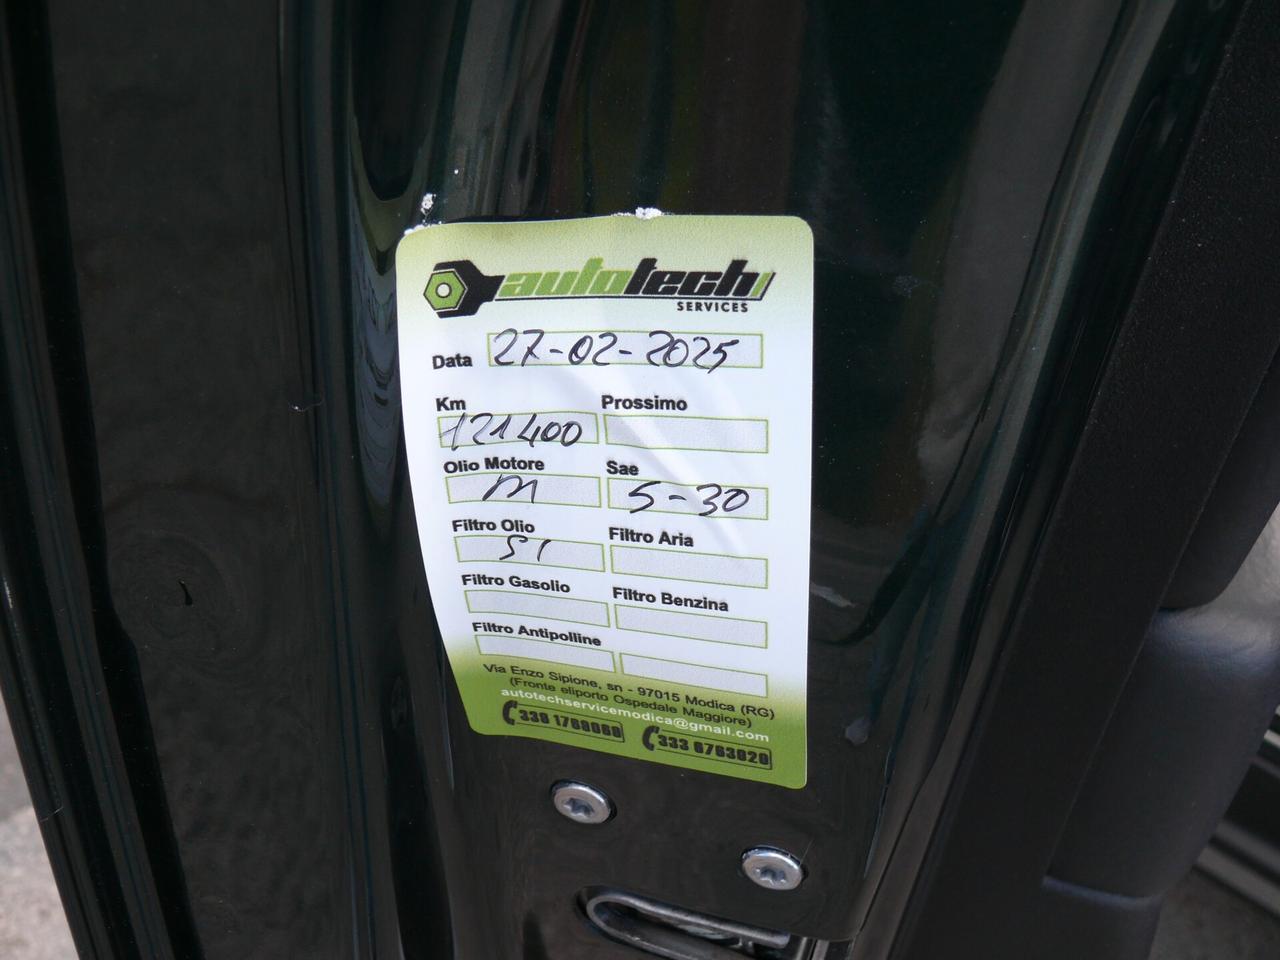 autotech
SERVICES
Data 27-02-2025
Km Prossimo
121400
Olio Motore Sae
M 5-30
Filtro Olio Filtro Aria
SI
Filtro Gasolio Filtro Benzina
Filtro Antipolline
Via Enzo Sipione, sn - 97015 Modica (RG)
(Fronte eliporto Ospedale Maggiore)
autotechservicemodica@gmail.com
333 6763020